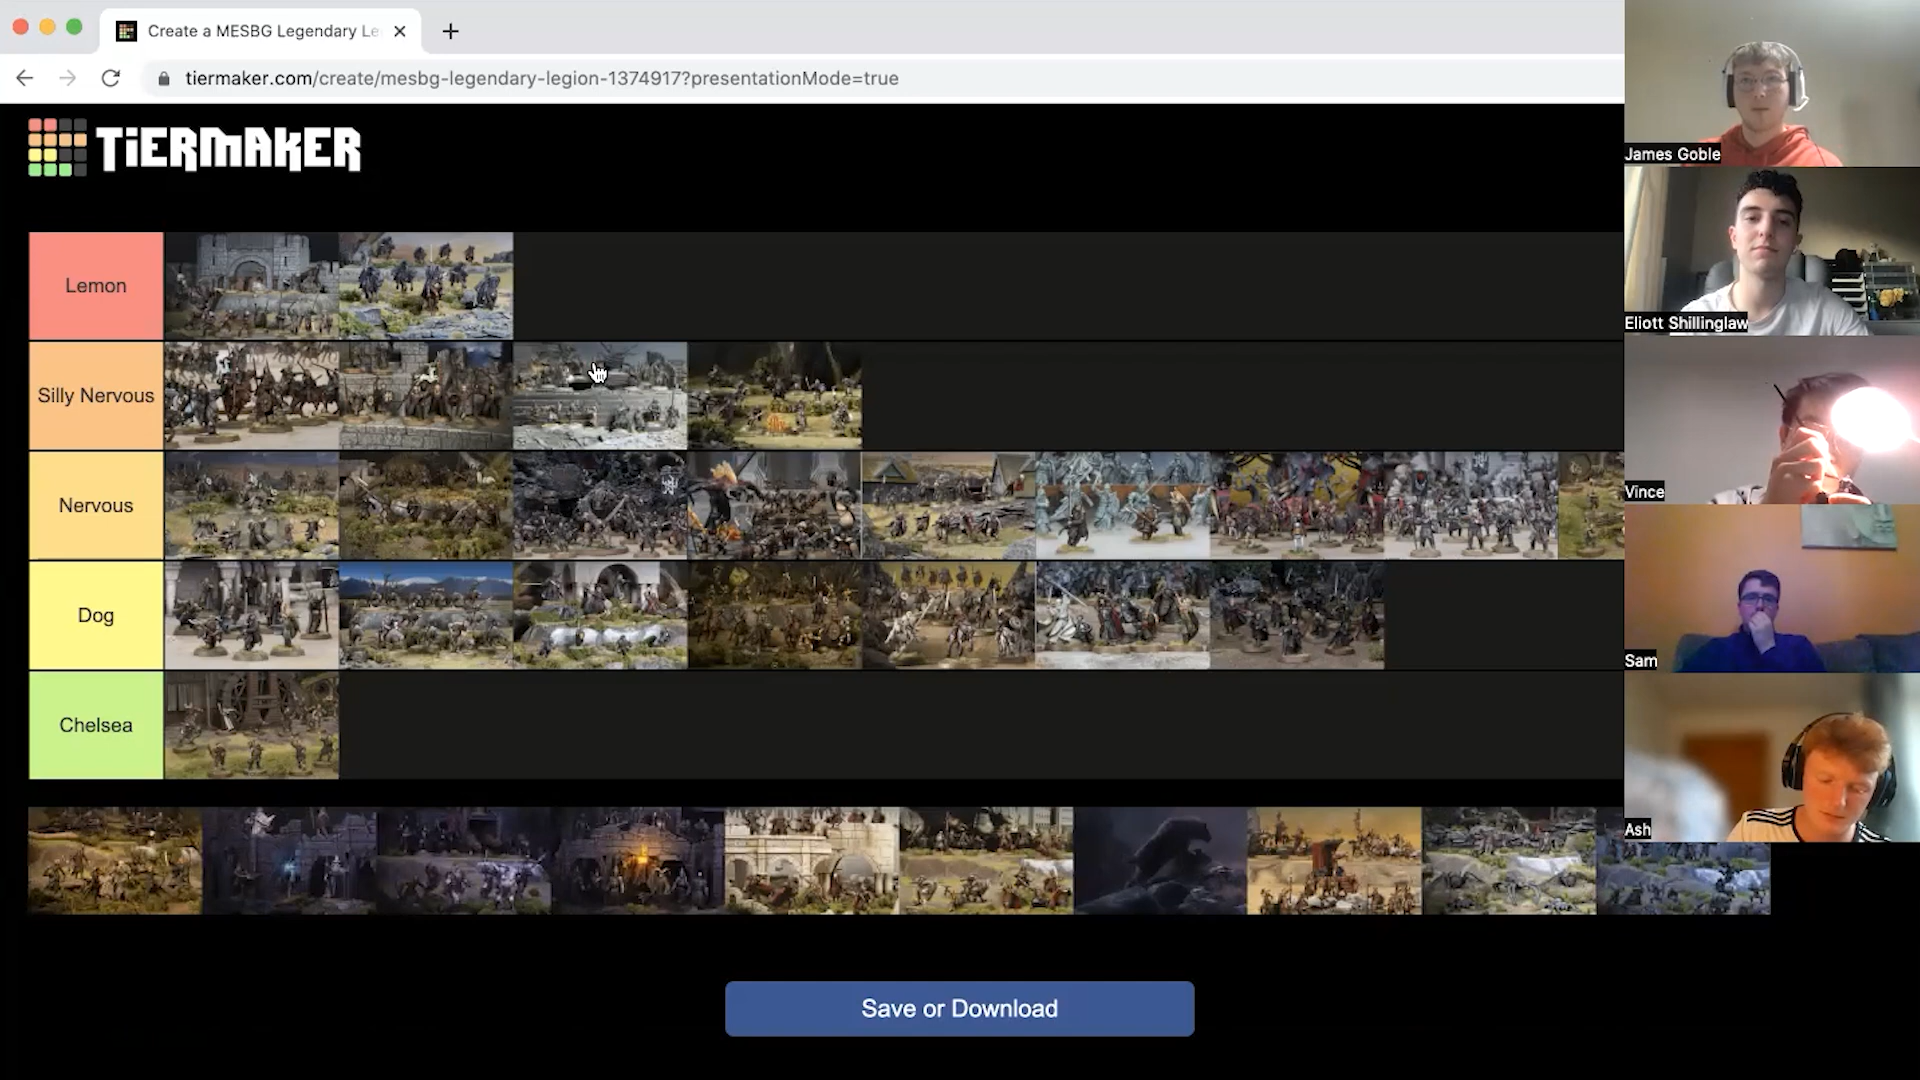 Create a MESBG Legendary Le
tiermaker.com/create/mesbg-legendary-legion-1374917?presentationMode=true
TiERMAKER
Lemon
Silly Nervous
Nervous
Dog
Chelsea
Save or Download
James Goble
Eliott Shillinglaw
Vince
Sam
Ash